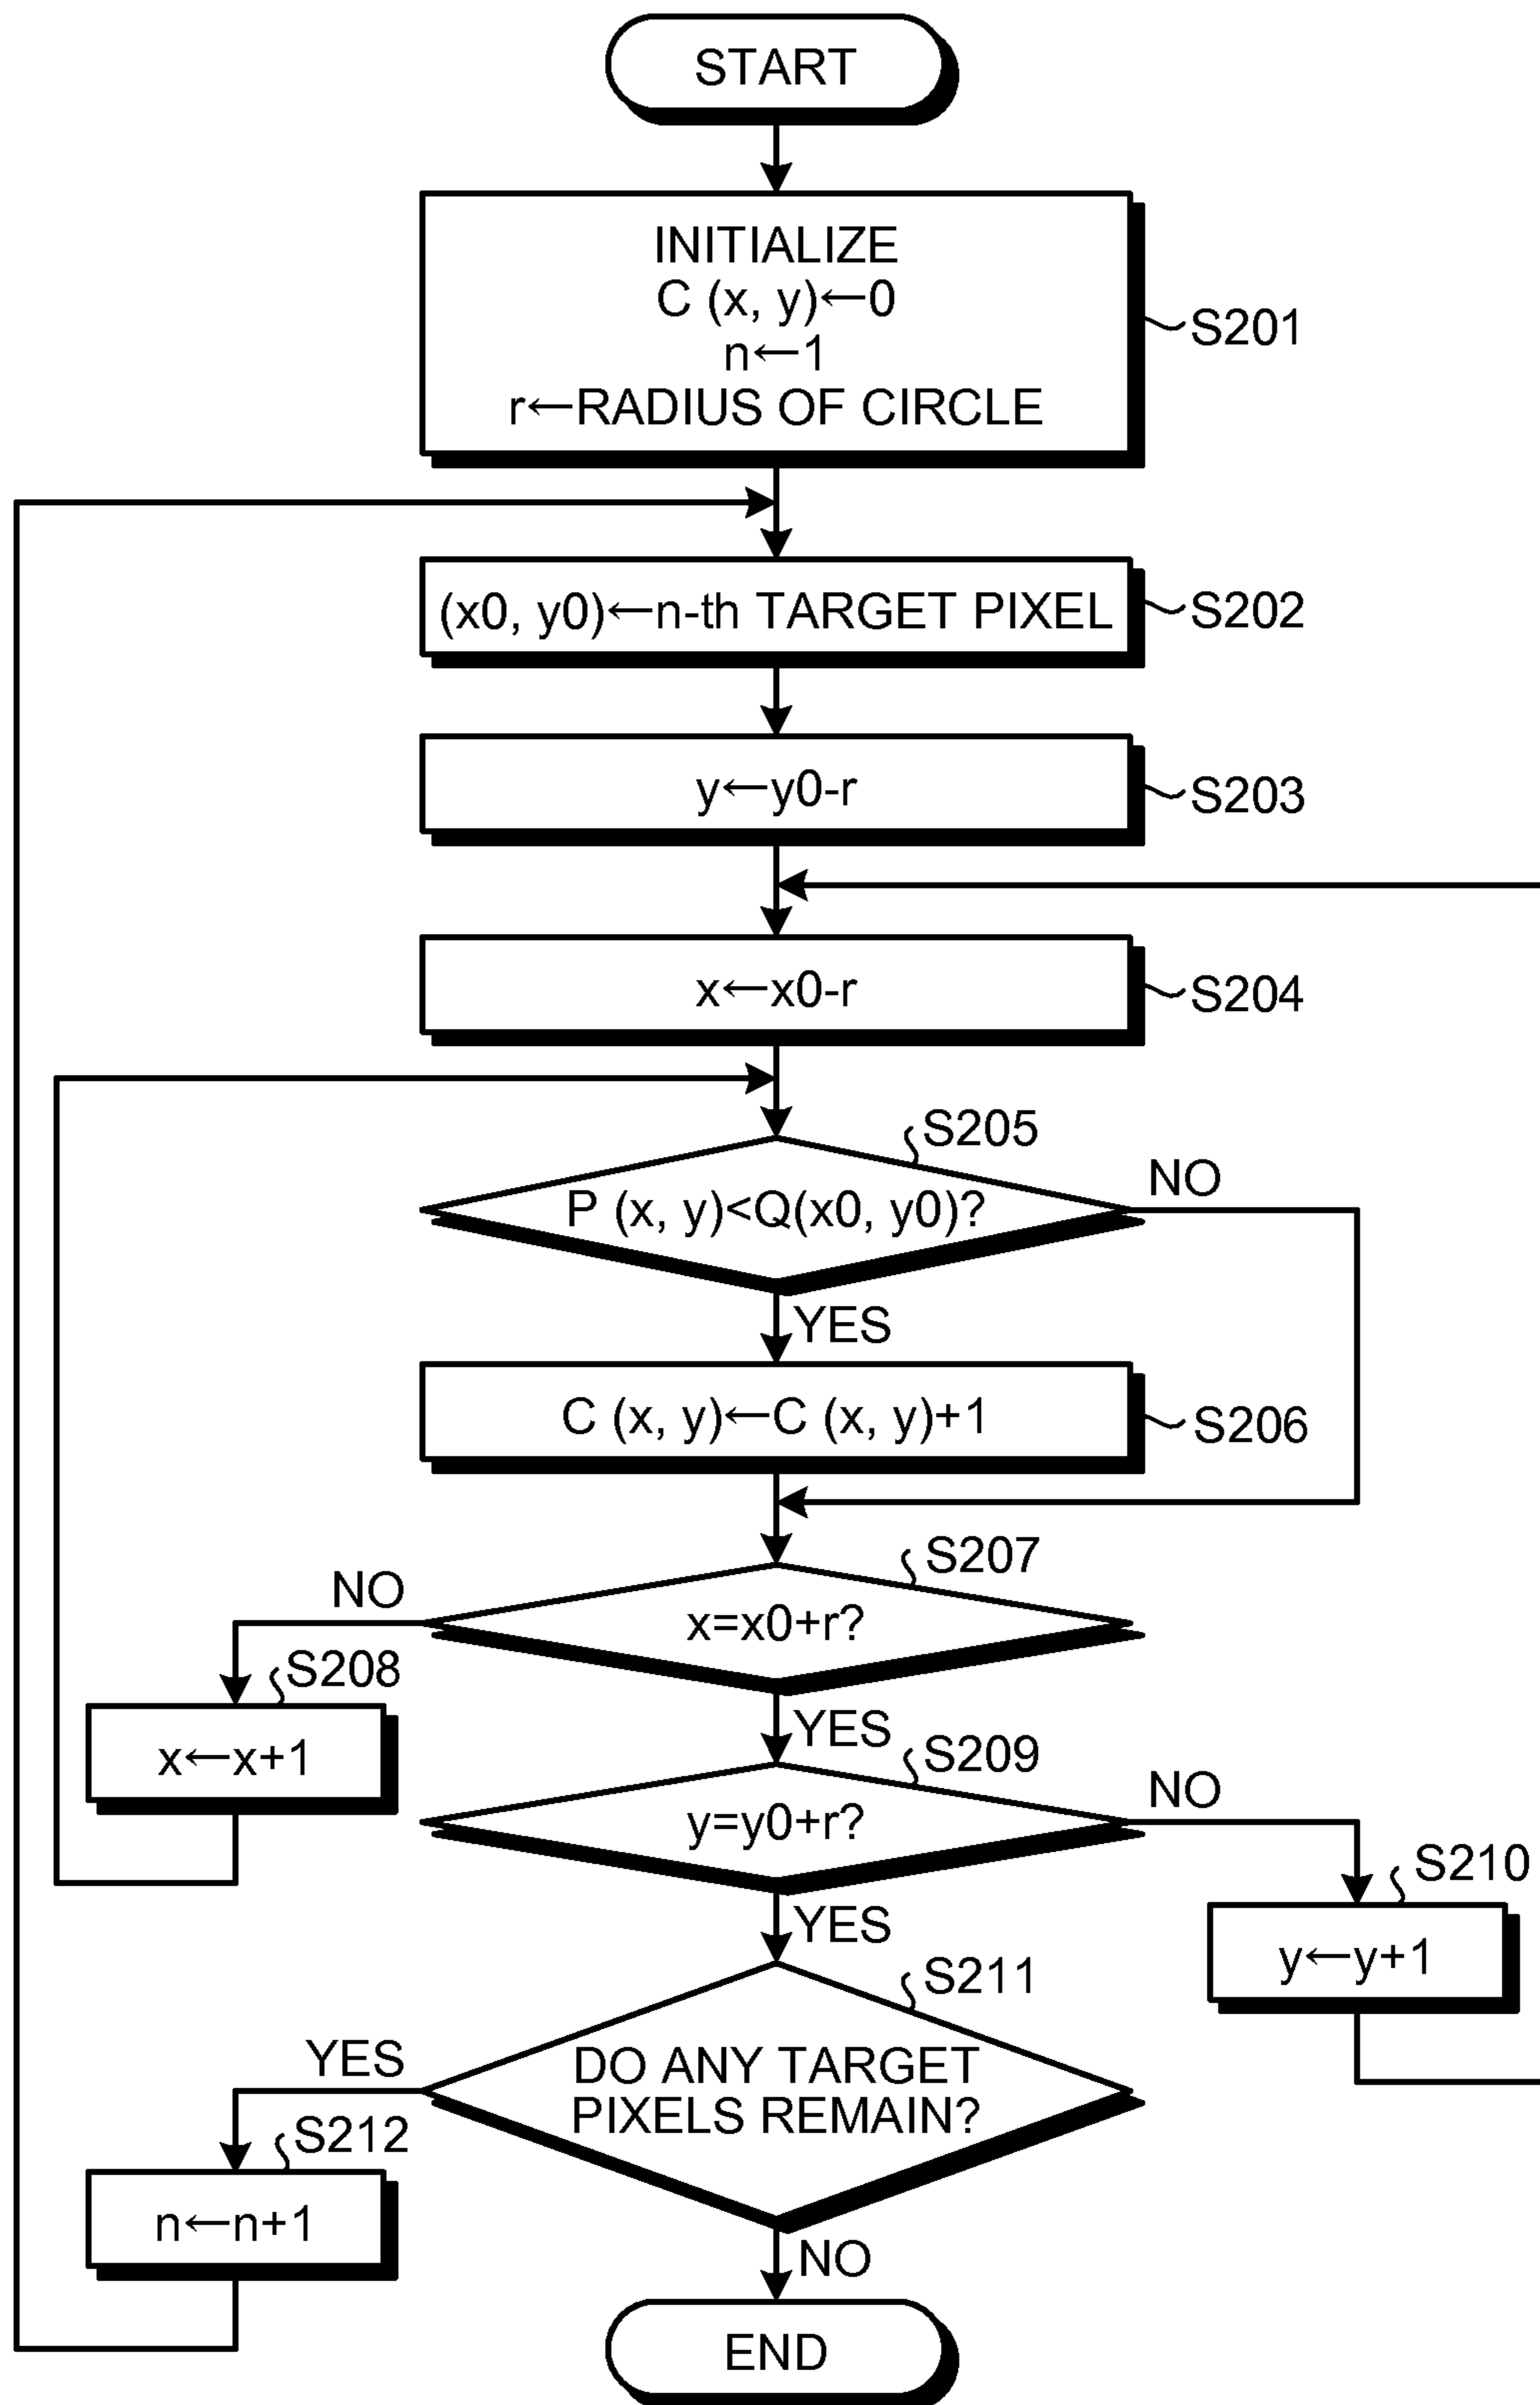 START
INITIALIZE
C (x, y)←0
n←1
r←RADIUS OF CIRCLE
S201
(x0, y0)←n-th TARGET PIXEL
S202
y←y0-r
S203
x←x0-r
S204
S205
P (x, y)<Q(x0, y0)?
NO
YES
C (x, y)←C (x, y)+1
S206
S207
NO
x=x0+r?
S208
x←x+1
YES
S209
y=y0+r?
NO
S210
y←y+1
YES
S211
DO ANY TARGET
PIXELS REMAIN?
YES
S212
n←n+1
NO
END